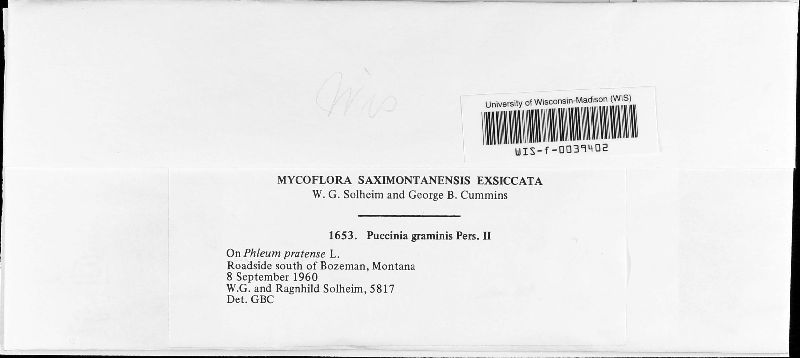 Wis
University of Wisconsin-Madison (WIS)
WIS-f-0039402
MYCOFLORA SAXIMONTANENSIS EXSICCATA
W. G. Solheim and George B. Cummins
1653. Puccinia graminis Pers. II
On Phleum pratense L.
Roadside south of Bozeman, Montana
8 September 1960
W.G. and Ragnhild Solheim, 5817
Det. GBC